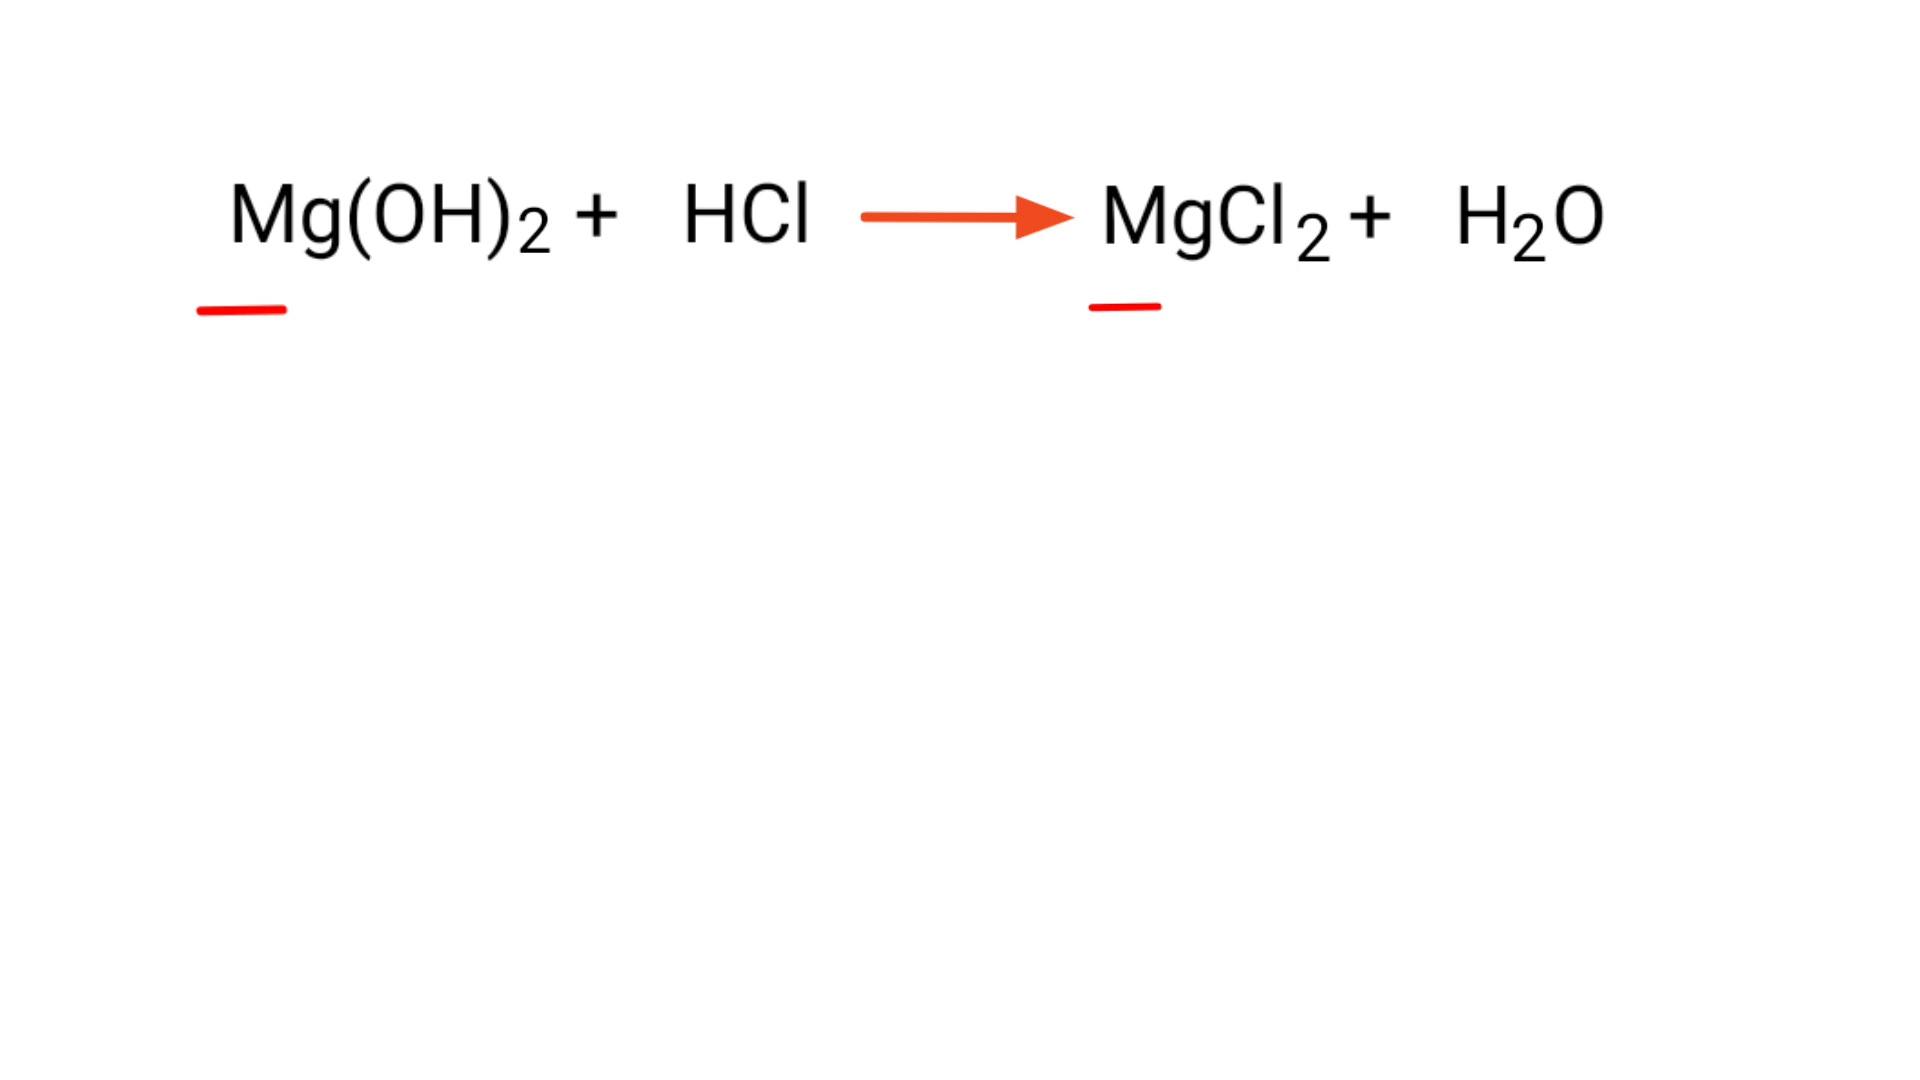 Mg(OH)₂ + HCl ⟶ MgCl₂ + H₂O